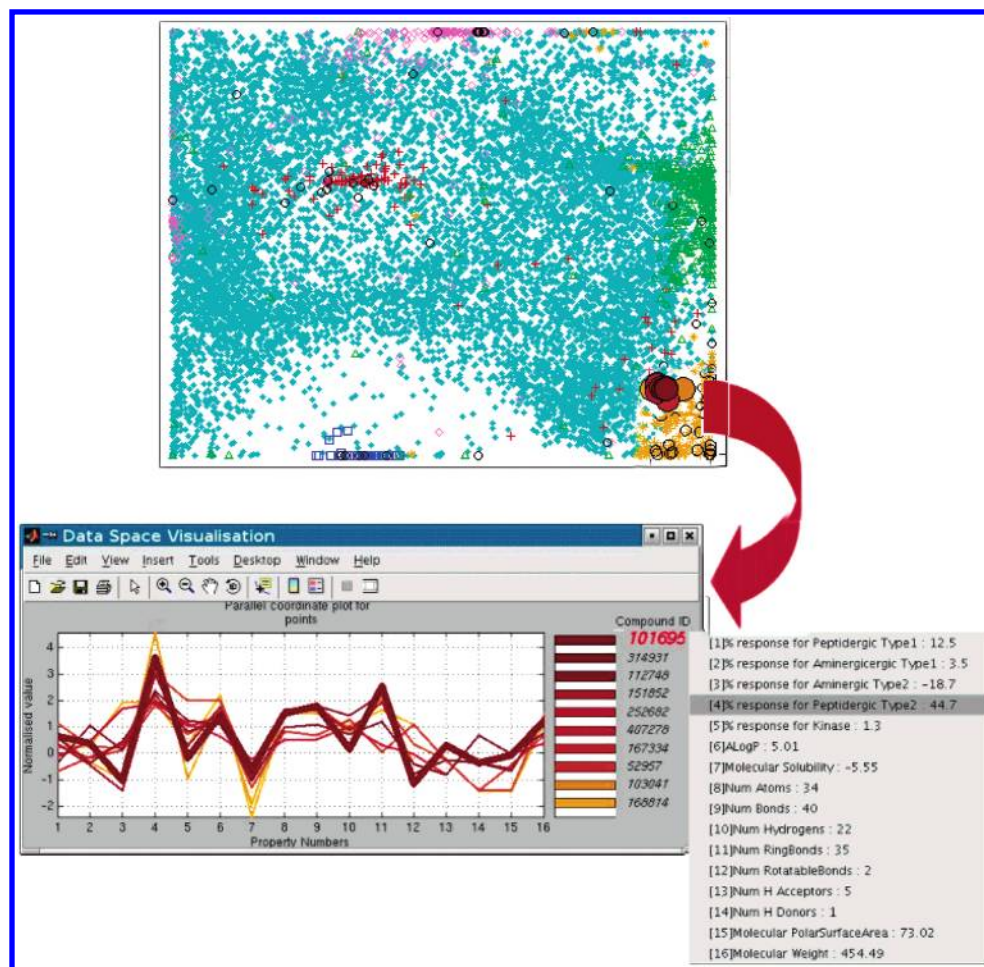 Data Space Visualisation
File Edit View Insert Tools Desktop Window Help
Parallel coordinate plot for
points
Compound ID
101695
314931
112748
151852
252682
407278
167334
52957
103041
168814
Normalised value
4
3
2
1
0
-1
-2
1 2 3 4 5 6 7 8 9 10 11 12 13 14 15 16
Property Numbers
[1]% response for Peptidergic Type1 : 12.5
[2]% response for Aminergicergic Type1 : 3.5
[3]% response for Aminergic Type2 : -18.7
[4]% response for Peptidergic Type2 : 44.7
[5]% response for Kinase : 1.3
[6]ALogP : 5.01
[7]Molecular Solubility : -5.55
[8]Num Atoms : 34
[9]Num Bonds : 40
[10]Num Hydrogens : 22
[11]Num RingBonds : 35
[12]Num RotatableBonds : 2
[13]Num H Acceptors : 5
[14]Num H Donors : 1
[15]Molecular PolarSurfaceArea : 73.02
[16]Molecular Weight : 454.49